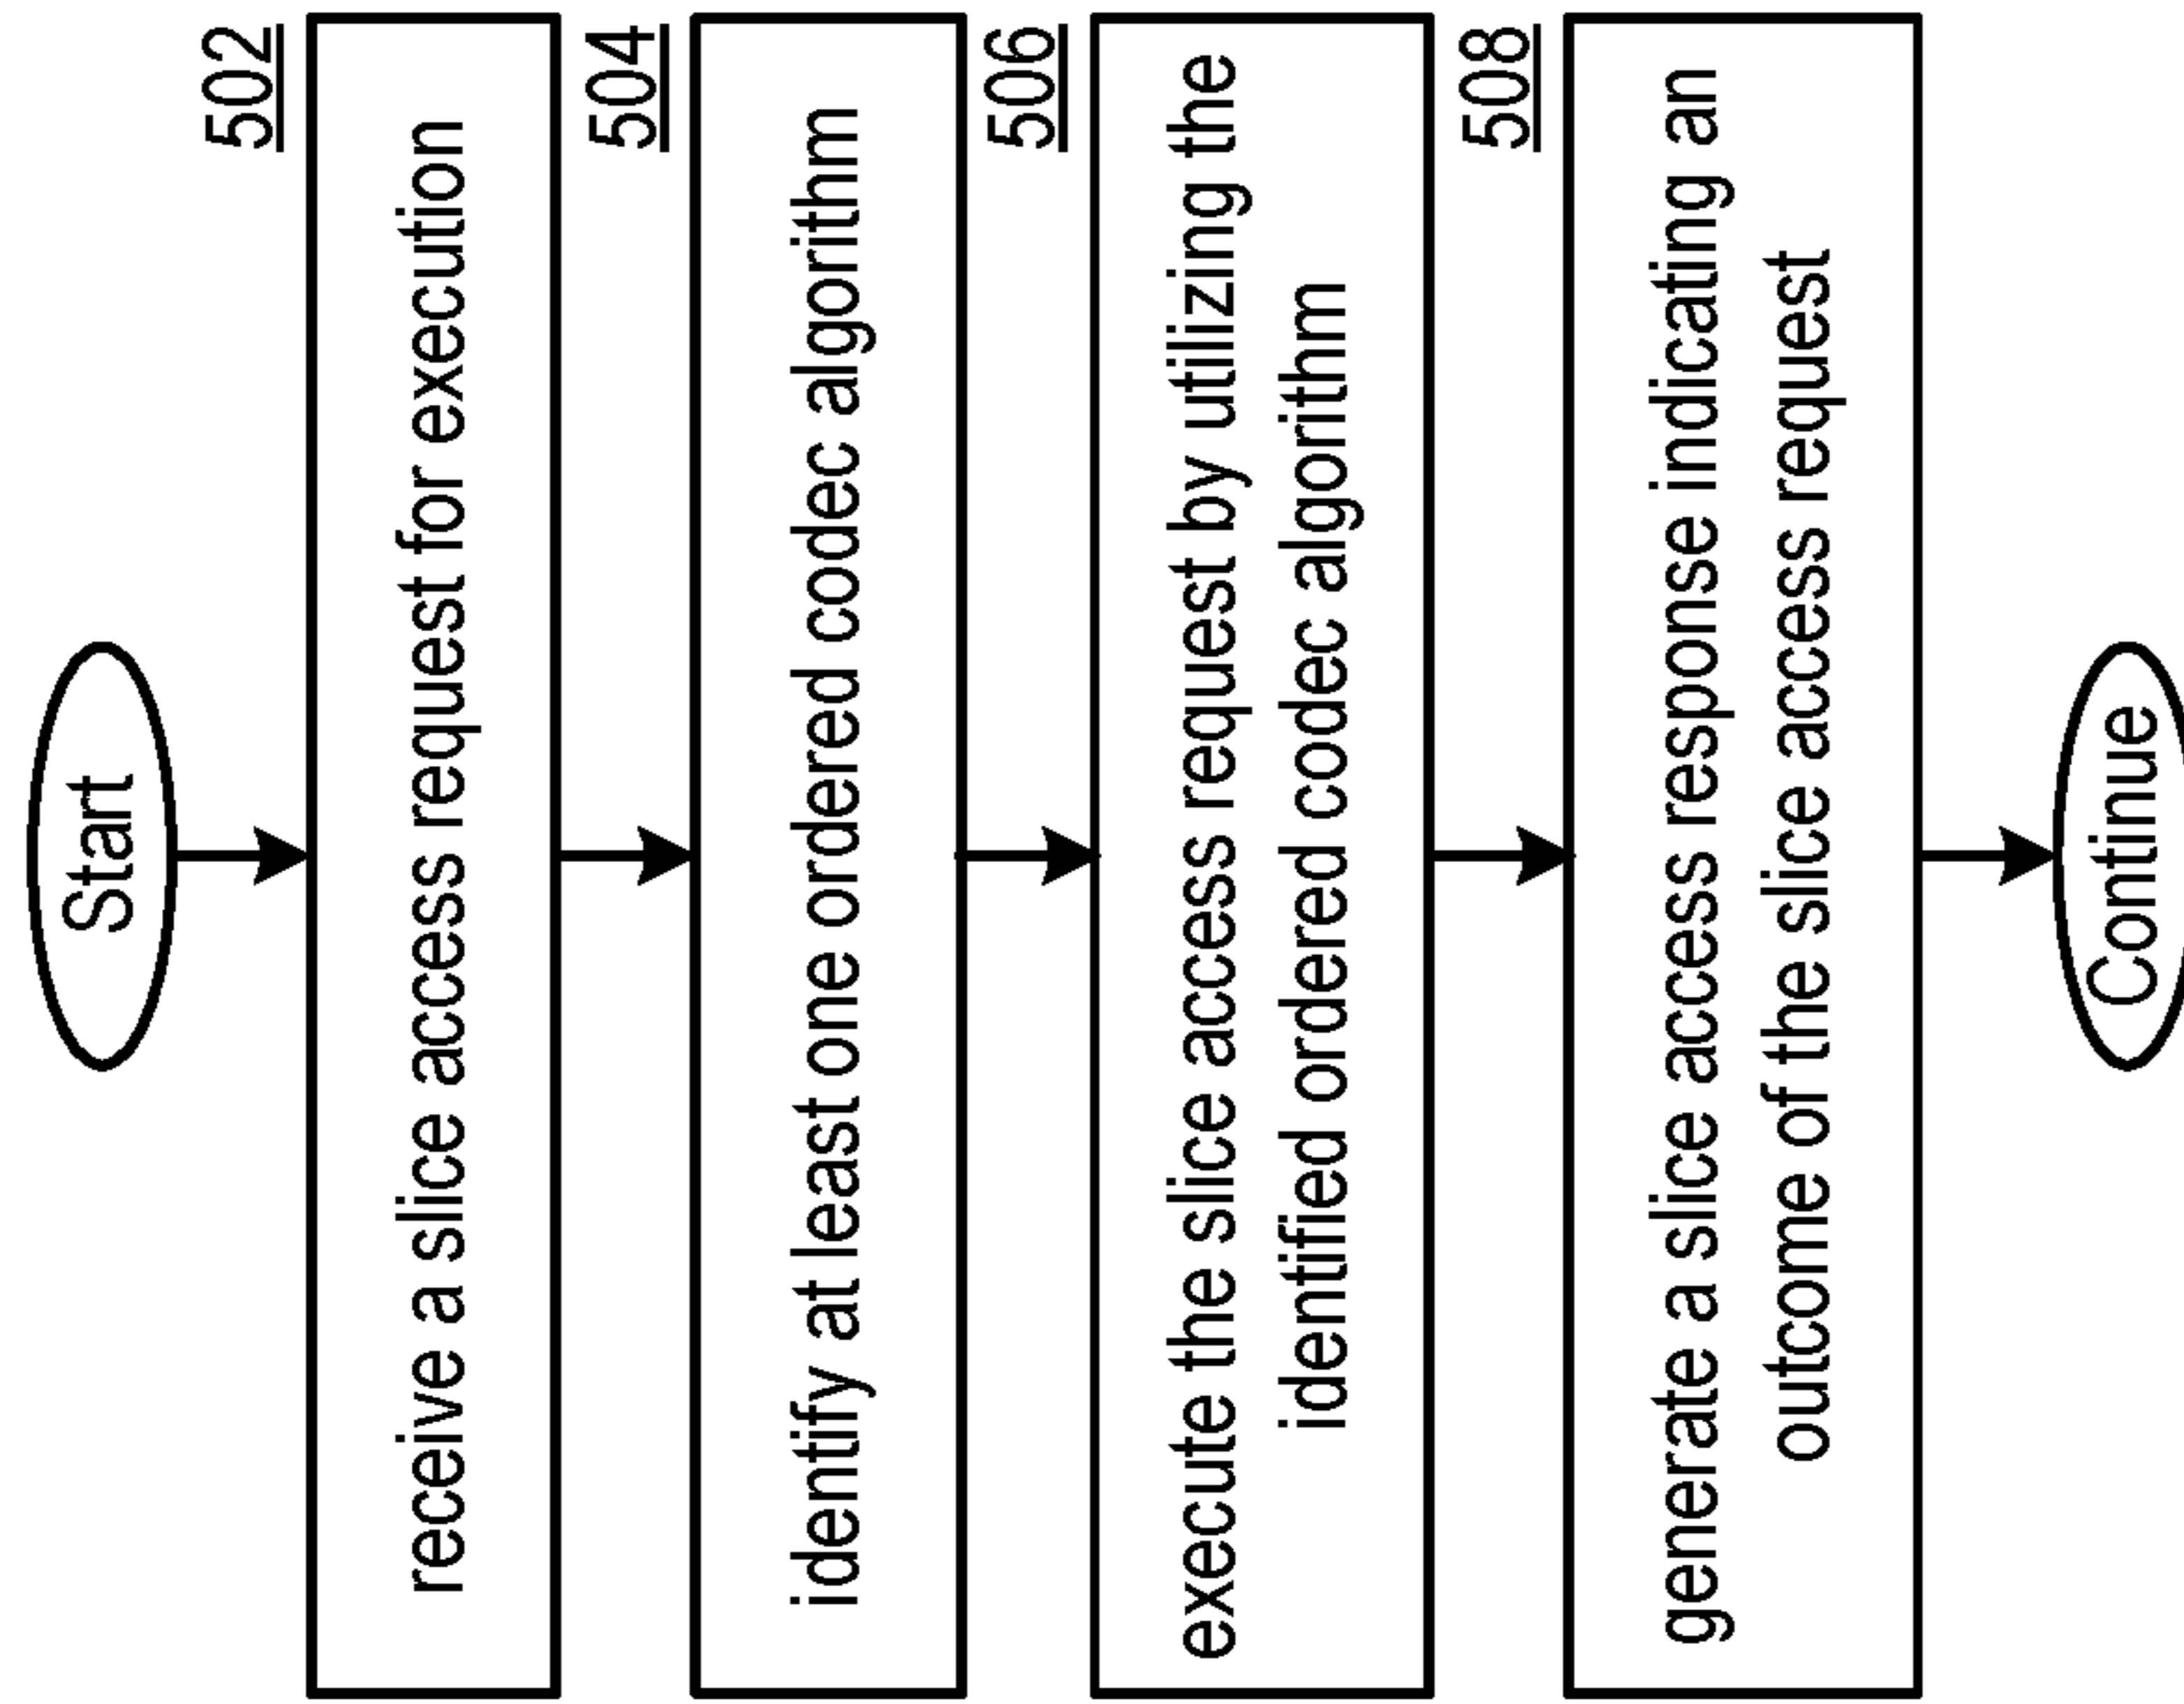 Start
502
receive a slice access request for execution
504
identify at least one ordered codec algorithm
506
execute the slice access request by utilizing the
identified ordered codec algorithm
508
generate a slice access response indicating an
outcome of the slice access request
Continue